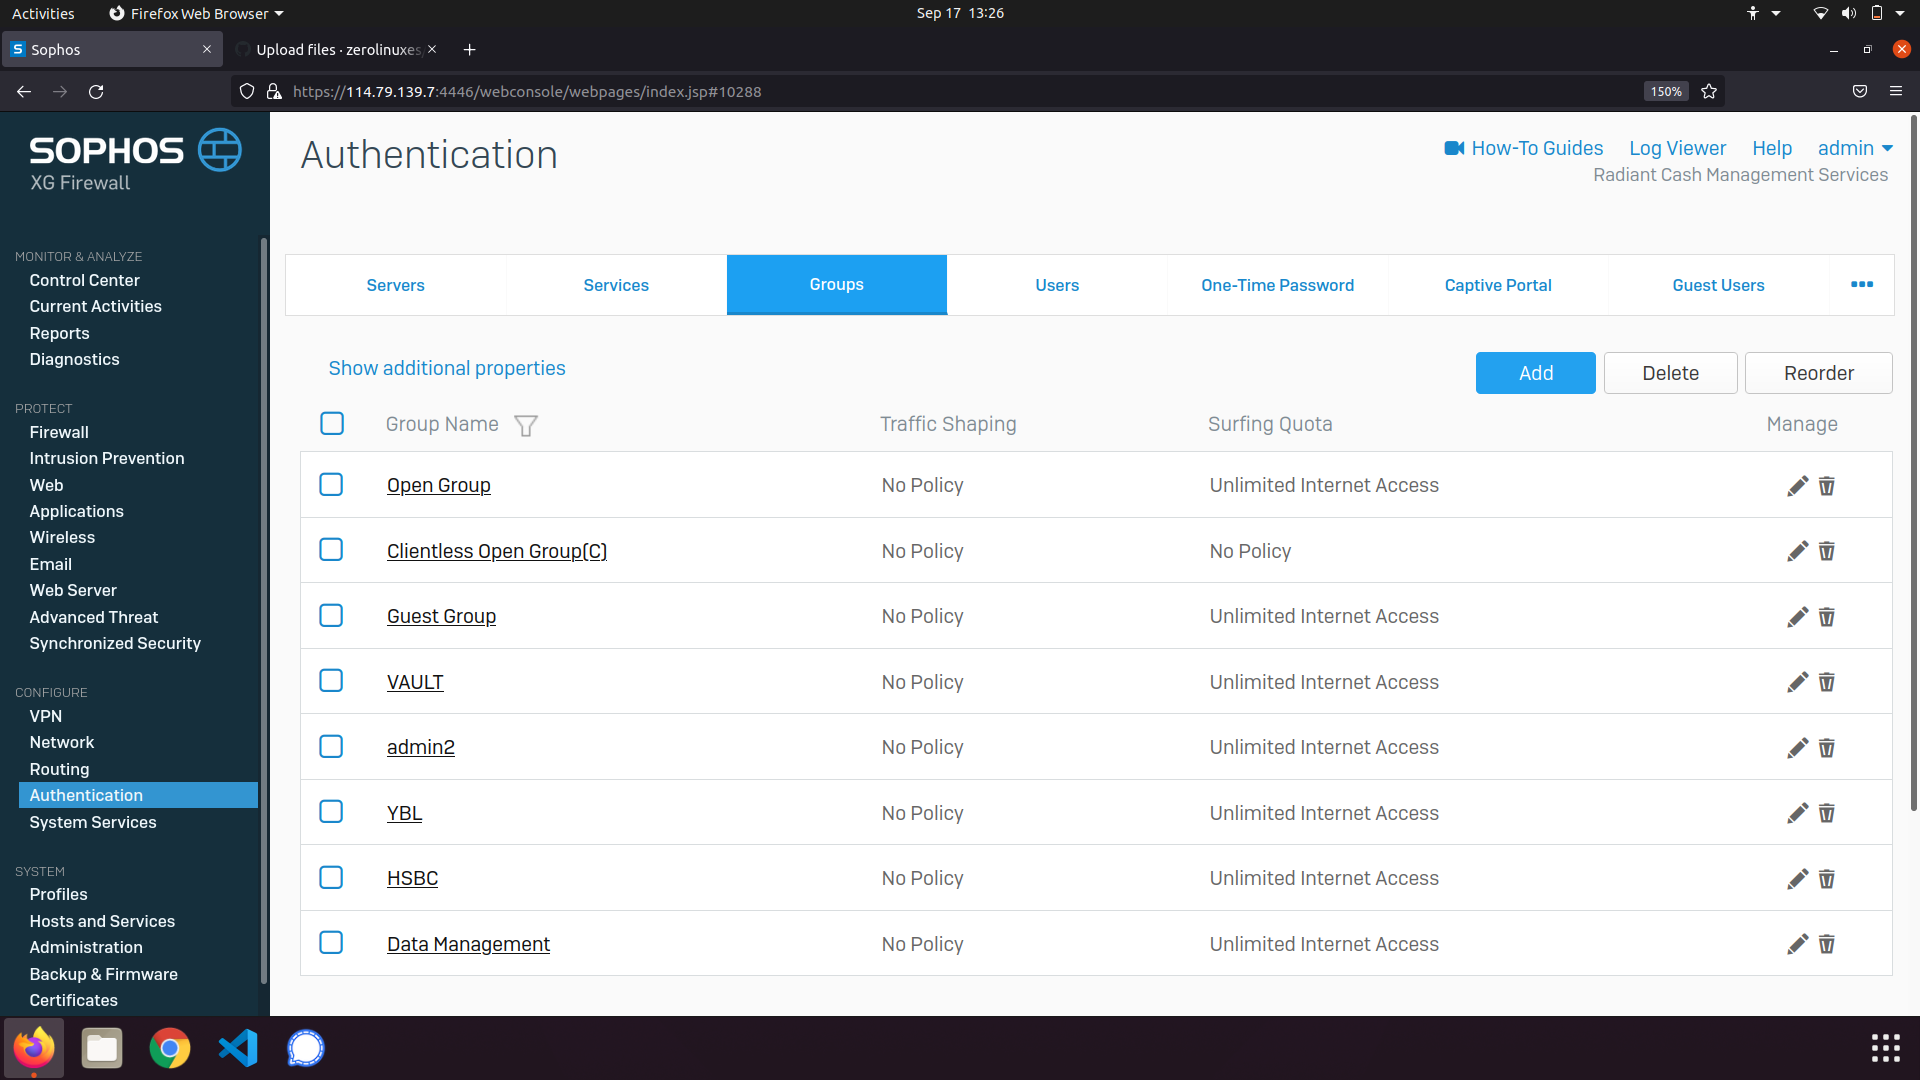 Activities Firefox Web Browser Sep 17 13:26
Sophos Upload files · zerolinuxes
https://114.79.139.7:4446/webconsole/webpages/index.jsp#10288 150%
SOPHOS
XG Firewall
Authentication
How-To Guides Log Viewer Help admin
Radiant Cash Management Services
MONITOR & ANALYZE
Control Center
Current Activities
Reports
Diagnostics
PROTECT
Firewall
Intrusion Prevention
Web
Applications
Wireless
Email
Web Server
Advanced Threat
Synchronized Security
CONFIGURE
VPN
Network
Routing
Authentication
System Services
SYSTEM
Profiles
Hosts and Services
Administration
Backup & Firmware
Certificates
Servers Services Groups Users One-Time Password Captive Portal Guest Users
Show additional properties Add Delete Reorder
Group Name Traffic Shaping Surfing Quota Manage
Open Group No Policy Unlimited Internet Access
Clientless Open Group(C) No Policy No Policy
Guest Group No Policy Unlimited Internet Access
VAULT No Policy Unlimited Internet Access
admin2 No Policy Unlimited Internet Access
YBL No Policy Unlimited Internet Access
HSBC No Policy Unlimited Internet Access
Data Management No Policy Unlimited Internet Access